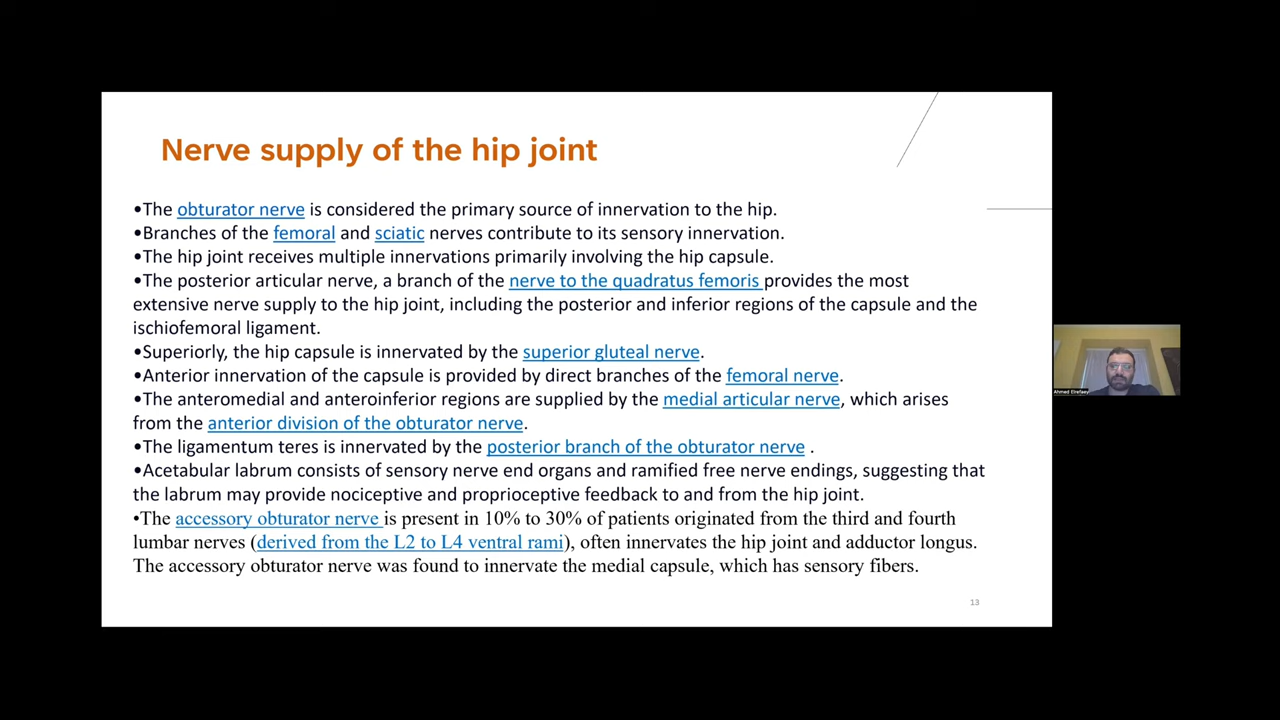 Nerve supply of the hip joint
•The obturator nerve is considered the primary source of innervation to the hip.
•Branches of the femoral and sciatic nerves contribute to its sensory innervation.
•The hip joint receives multiple innervations primarily involving the hip capsule.
•The posterior articular nerve, a branch of the nerve to the quadratus femoris provides the most
extensive nerve supply to the hip joint, including the posterior and inferior regions of the capsule and the
ischiofemoral ligament.
•Superiorly, the hip capsule is innervated by the superior gluteal nerve.
•Anterior innervation of the capsule is provided by direct branches of the femoral nerve.
•The anteromedial and anteOinferior regions are supplied by the medial articular nerve, which arises
from the anterior division of the obturator nerve.
•The ligamentum teres is innervated by the posterior branch of the obturator nerve .
•Acetabular labrum consists of sensory nerve end organs and ramified free nerve endings, suggesting that
the labrum may provide nociceptive and proprioceptive feedback to and from the hip joint.
•The accessory obturator nerve is present in 10% to 30% of patients originated from the third and fourth
lumbar nerves (derived from the L2 to L4 ventral rami), often innervates the hip joint and adductor longus.
The accessory obturator nerve was found to innervate the medial capsule, which has sensory fibers.
13
Ahmed Elrefaey